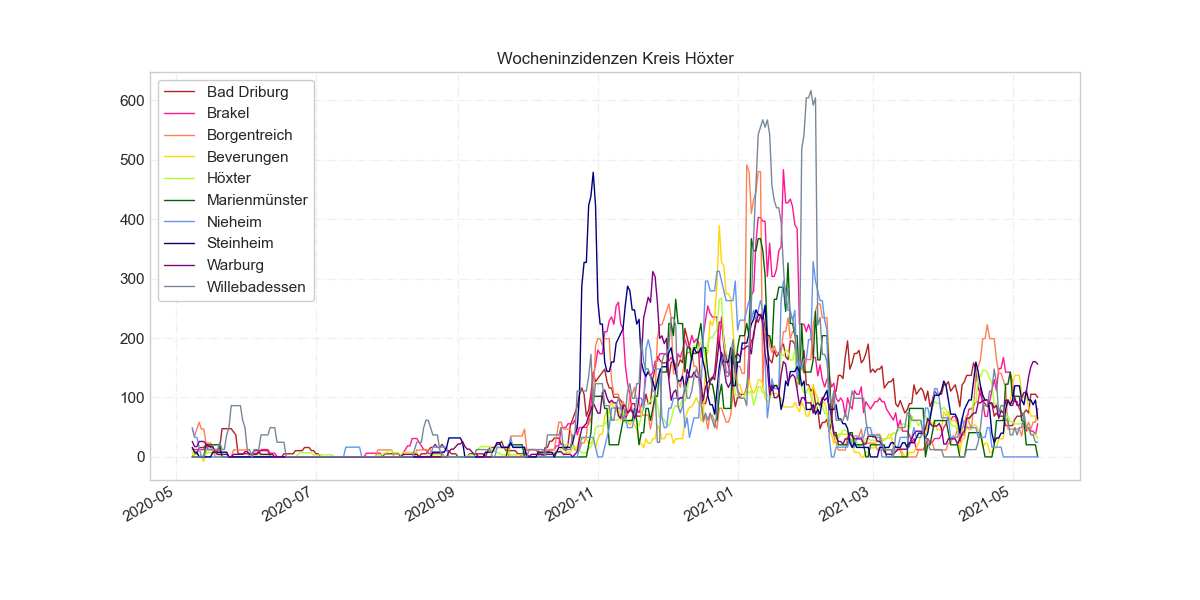 Wocheninzidenzen Kreis Höxter
600
500
400
300
200
100
0
Bad Driburg
Brakel
Borgentreich
Beverungen
Höxter
Marienmünster
Nieheim
Steinheim
Warburg
Willebadessen
2020-05
2020-07
2020-09
2020-11
2021-01
2021-03
2021-05